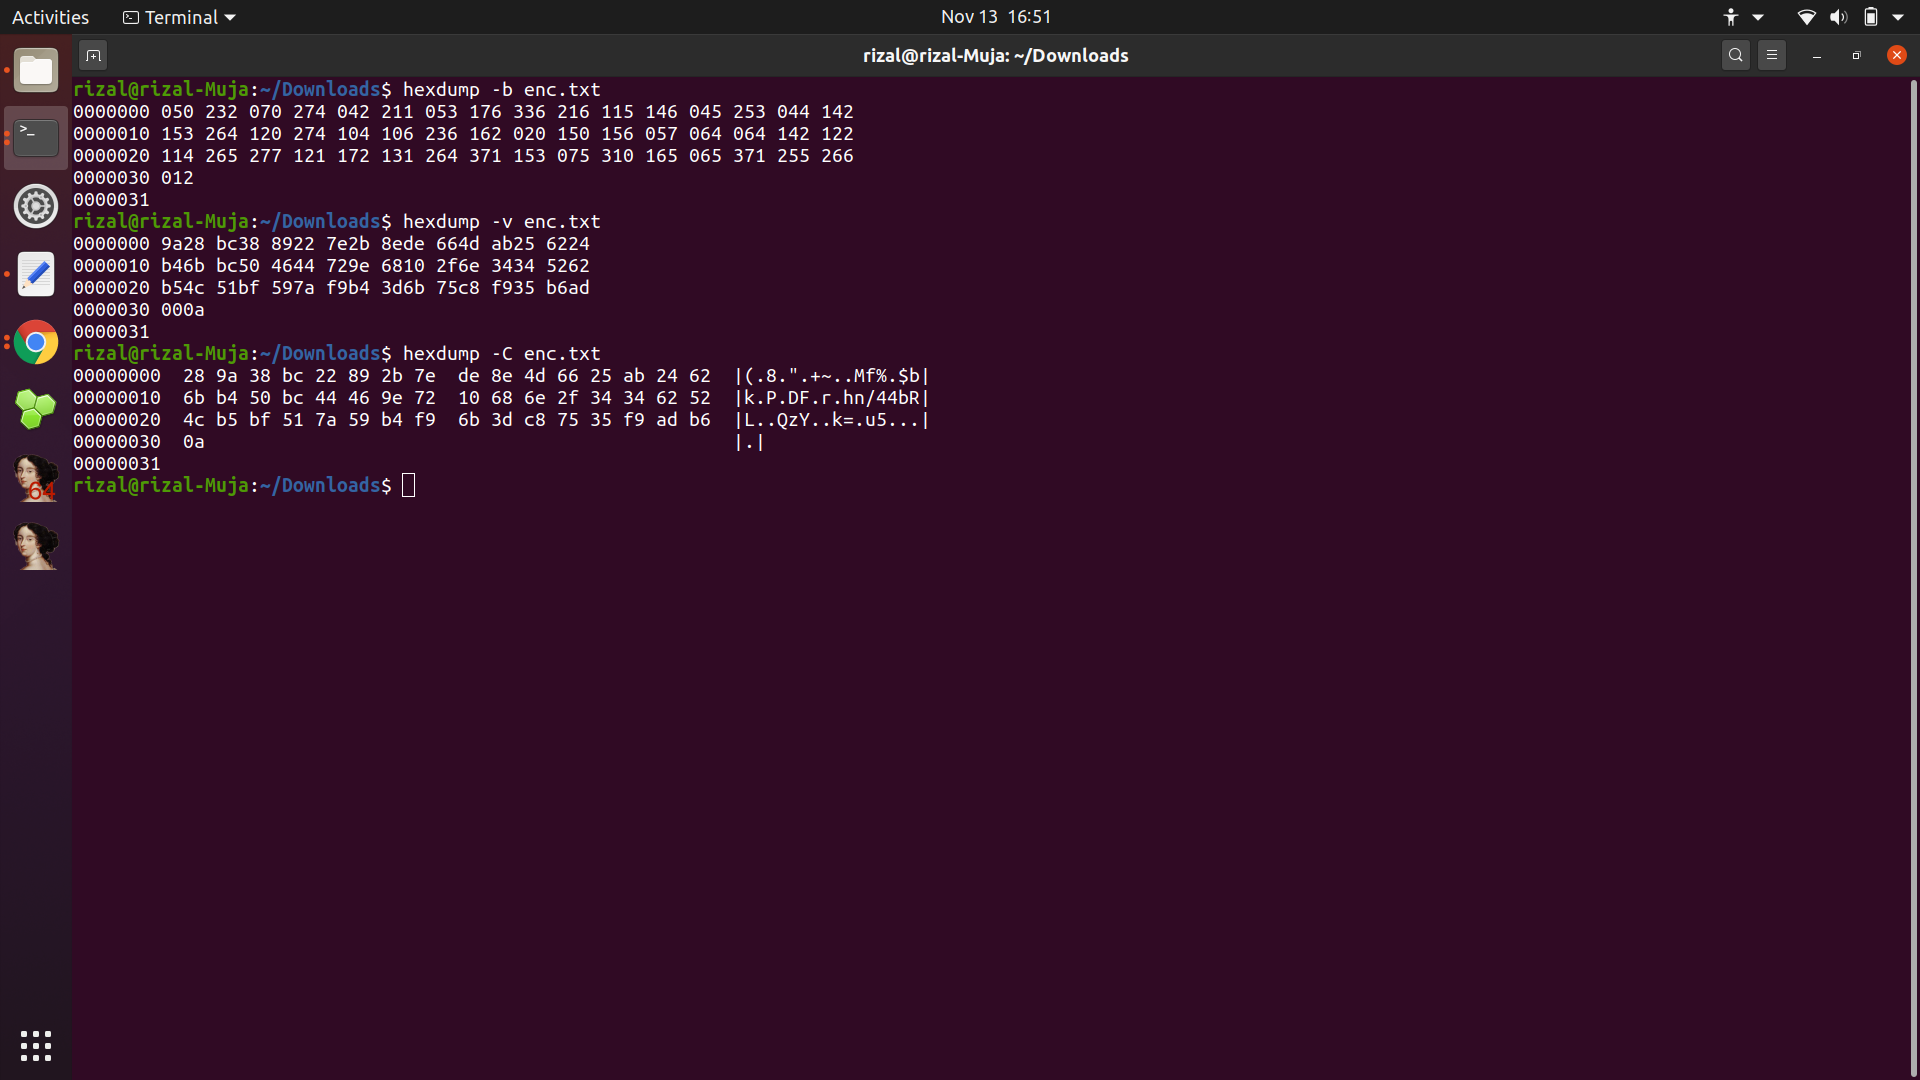 Activities Terminal Nov 13 16:51
rizal@rizal-Muja: ~/Downloads
rizal@rizal-Muja:~/Downloads$ hexdump -b enc.txt
0000000 050 232 070 274 042 211 053 176 336 216 115 146 045 253 044 142
0000010 153 264 120 274 104 106 236 162 020 150 156 057 064 064 142 122
0000020 114 265 277 121 172 131 264 371 153 075 310 165 065 371 255 266
0000030 012
0000031
rizal@rizal-Muja:~/Downloads$ hexdump -v enc.txt
0000000 9a28 bc38 8922 7e2b 8ede 664d ab25 6224
0000010 b46b bc50 4644 729e 6810 2f6e 3434 5262
0000020 b54c 51bf 597a f9b4 3d6b 75c8 f935 b6ad
0000030 000a
0000031
rizal@rizal-Muja:~/Downloads$ hexdump -C enc.txt
00000000  28 9a 38 bc 22 89 2b 7e  de 8e 4d 66 25 ab 24 62  |(.8.".+~..Mf%.$b|
00000010  6b b4 50 bc 44 46 9e 72  10 68 6e 2f 34 34 62 52  |k.P.DF.r.hn/44bR|
00000020  4c b5 bf 51 7a 59 b4 f9  6b 3d c8 75 35 f9 ad b6  |L..QzY..k=.u5...|
00000030  0a                                                |.|
00000031
rizal@rizal-Muja:~/Downloads$
64